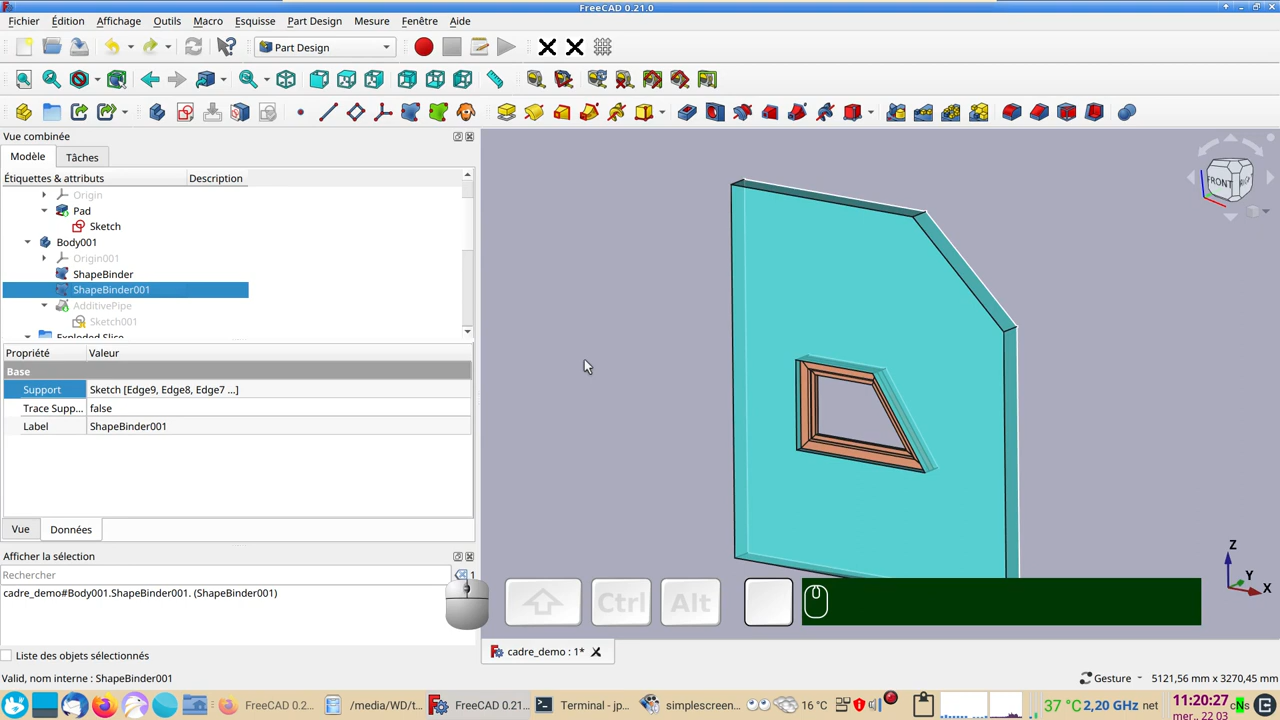 FreeCAD 0.21.0
Fichier Édition Affichage Outils Macro Esquisse Part Design Mesure Fenêtre Aide
Part Design
Vue combinée
Modèle Tâches
Étiquettes & attributs Description
Origin
Pad
Sketch
Body001
Origin001
ShapeBinder
ShapeBinder001
AdditivePipe
Sketch001
Exploded Slice
Propriété Valeur
Base
Support Sketch [Edge9, Edge8, Edge7 ...]
Trace Supp... false
Label ShapeBinder001
Vue Données
Afficher la sélection
Rechercher
1
cadre_demo#Body001.ShapeBinder001. (ShapeBinder001)
Liste des objets sélectionnés
Valid, nom interne : ShapeBinder001
FRONT
Z
Y
X
Ctrl Alt
cadre_demo : 1*
Gesture 5121,56 mm x 3270,45 mm
FreeCAD 0.2... /media/WD/t... FreeCAD 0.21... Terminal - jp... simplescreen... 16 °C 37 °C 2,20 GHz net
11:20:27
mer.. 22 03